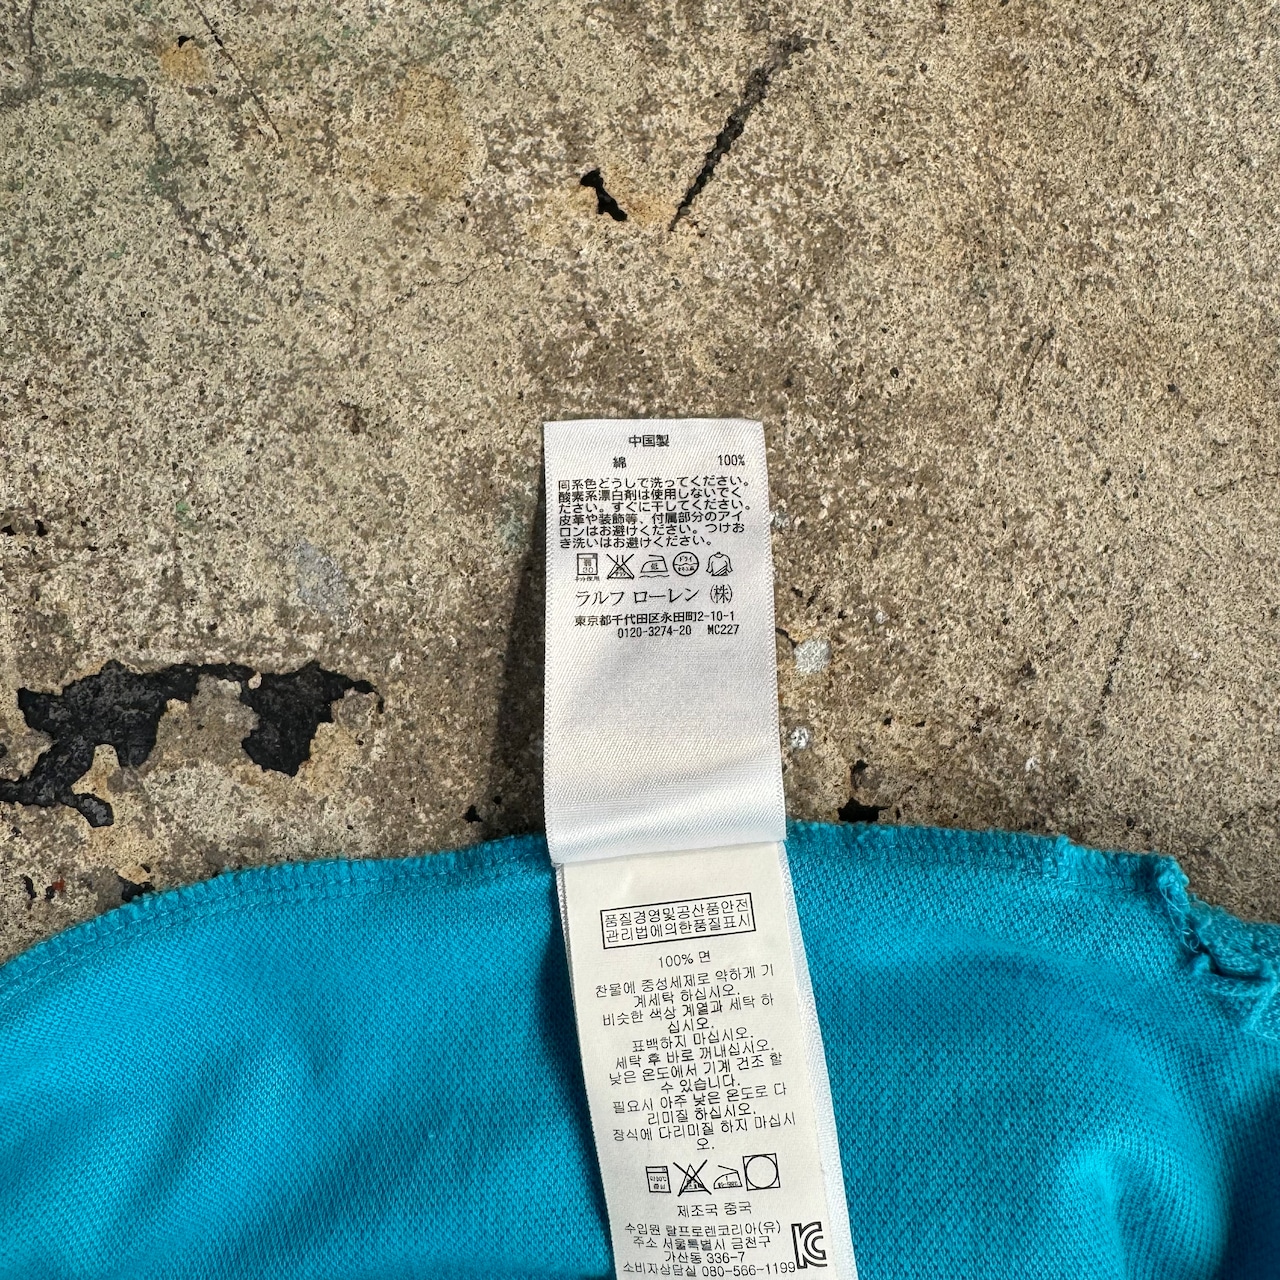 中国製
綿 100%
同系色どうしで洗ってください。
酸素系漂白剤は使用しないでく
ださい。すぐに干してください。
皮革や装飾等、付属部分のアイ
ロンはお避けください。つけお
き洗いはお避けください。
ネット使用 低 ドライ
ラルフ ローレン ㈱
東京都千代田区永田町2-10-1
0120-3274-20 MC227
품질경영및공산품안전
관리법에의한품질표시
100% 면
찬물에 중성세제로 약하게 기
계세탁 하십시오.
비슷한 색상 계열과 세탁 하
십시오.
표백하지 마십시오.
세탁 후 바로 꺼내십시오.
낮은 온도에서 기계 건조 할
수 있습니다.
필요시 아주 낮은 온도로 다
리미질 하십시오.
장식에 다리미질 하지 마십시
오.
제조국 중국
수입원 랄프로렌코리아(유)
주소 서울특별시 금천구
가산동 336-7
소비자상담실 080-566-1199